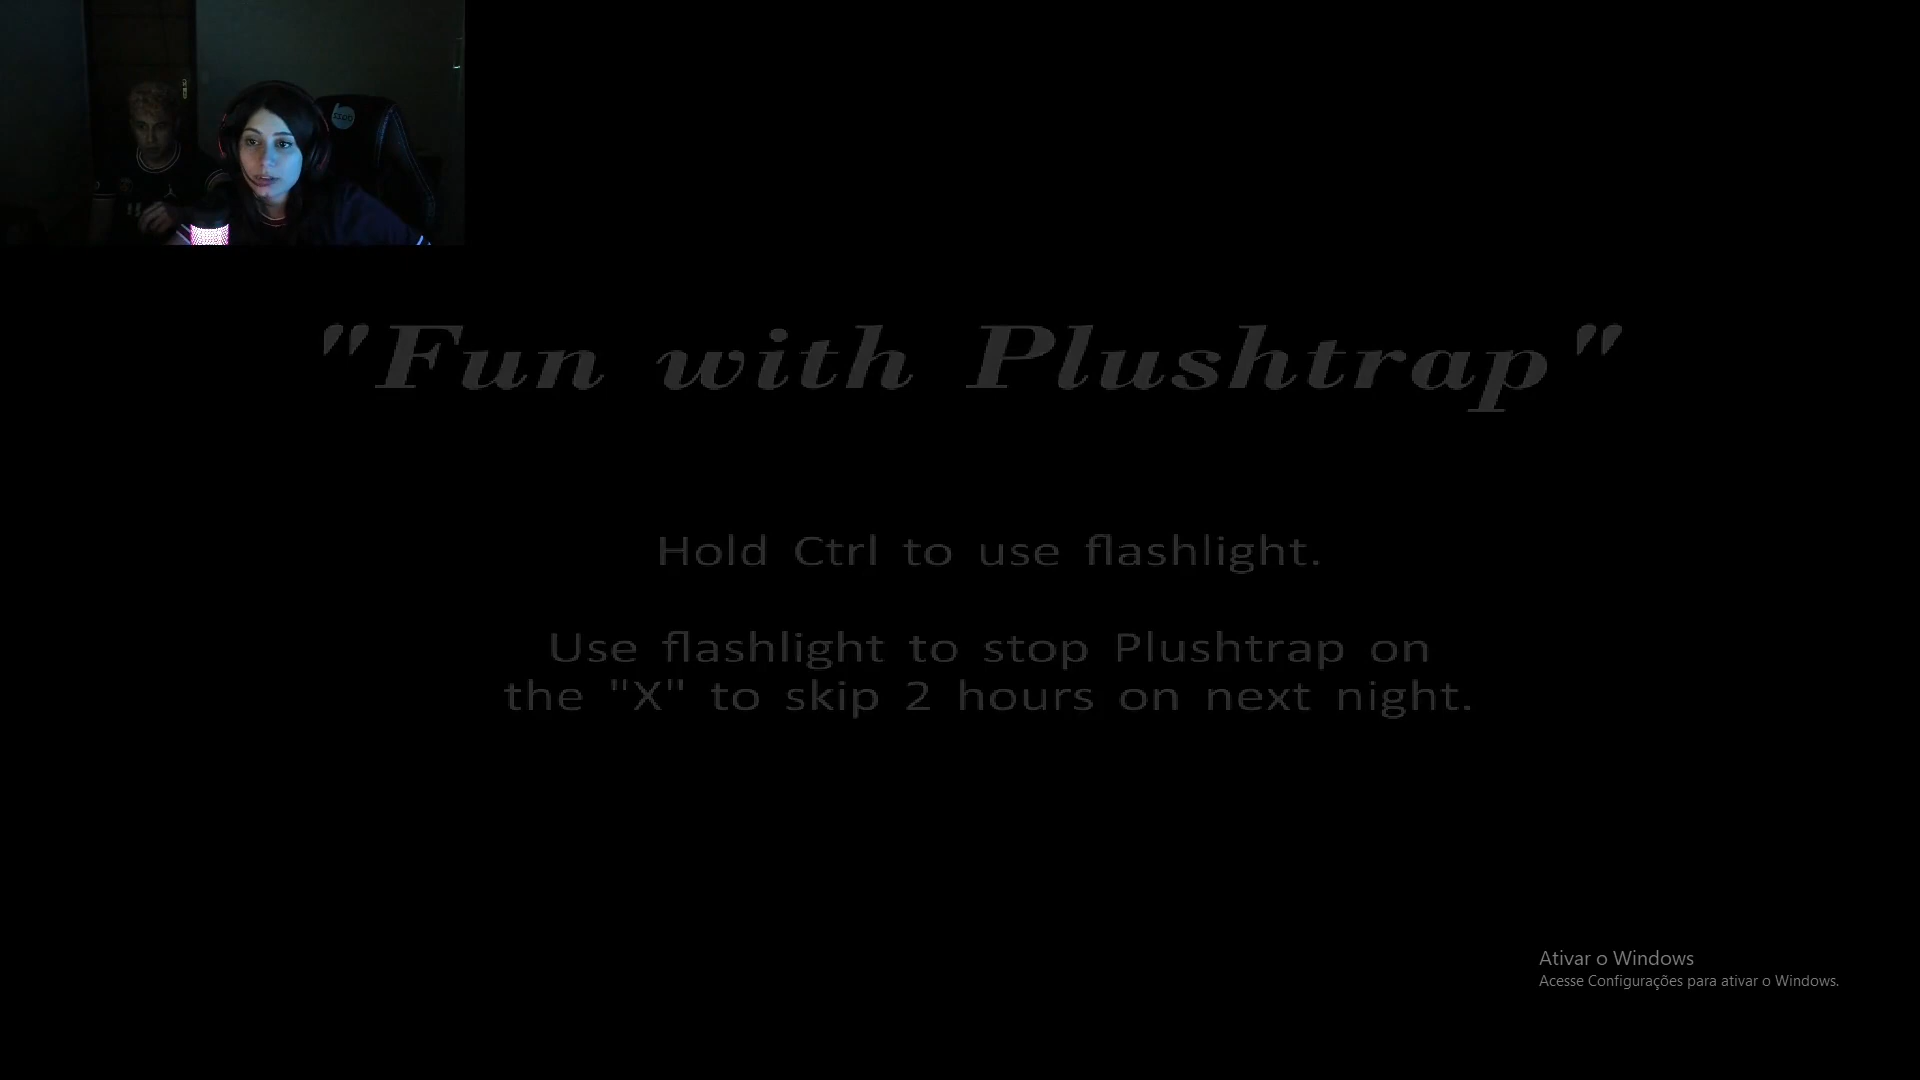 "Fun with Plushtrap"
Hold Ctrl to use flashlight.
Use flashlight to stop Plushtrap on
the "X" to skip 2 hours on next night.
Ativar o Windows
Acesse Configurações para ativar o Windows.